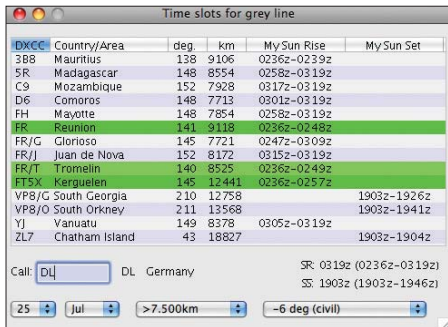 Time slots for grey line
DXCC Country/Area deg. km My Sun Rise My Sun Set
3B8 Mauritius 138 9106 0236z-0239z
5R Madagascar 148 8554 0258z-0319z
C9 Mozambique 152 7928 0317z-0319z
D6 Comoros 148 7713 0301z-0319z
FH Mayotte 148 7854 0258z-0319z
FR Reunion 141 9118 0236z-0248z
FR/G Glorioso 145 7721 0247z-0309z
FR/J Juan de Nova 152 8172 0315z-0319z
FR/T Tromelin 140 8525 0236z-0249z
FT5X Kerguelen 145 12441 0236z-0257z
VP8/G South Georgia 210 12758 1903z-1926z
VP8/O South Orkney 211 13568 1903z-1941z
YJ Vanuatu 149 8378 0305z-0319z
ZL7 Chatham Island 43 18827 1903z-1904z
Call: DL DL Germany SR: 0319z (0236z-0319z)
SS: 1903z (1903z-1946z)
25 Jul >7.500km -6 deg (civil)